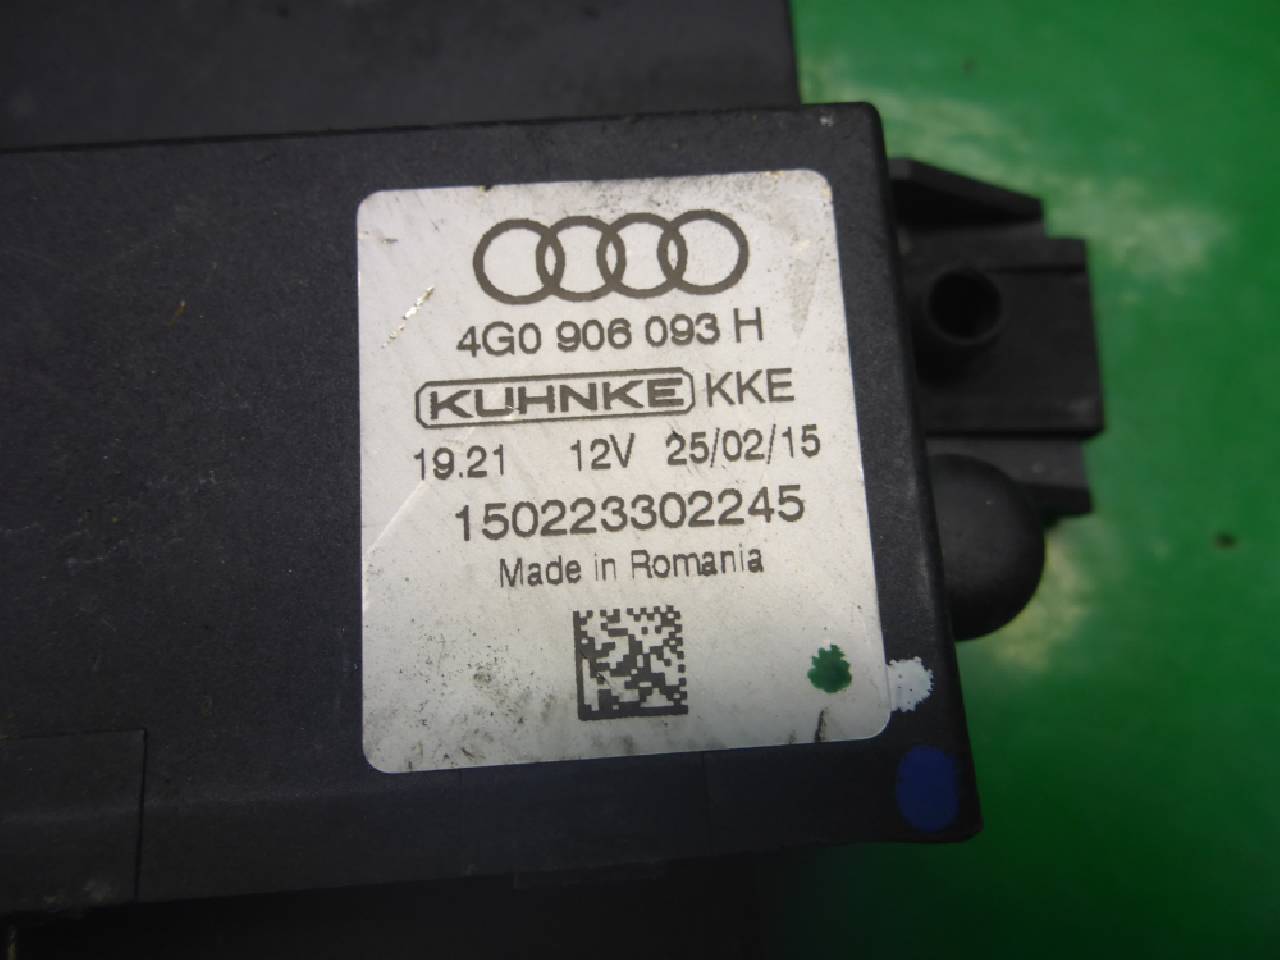 4G0 906 093 H
KUHNKE KKE
19.21 12V 25/02/15
150223302245
Made in Romania